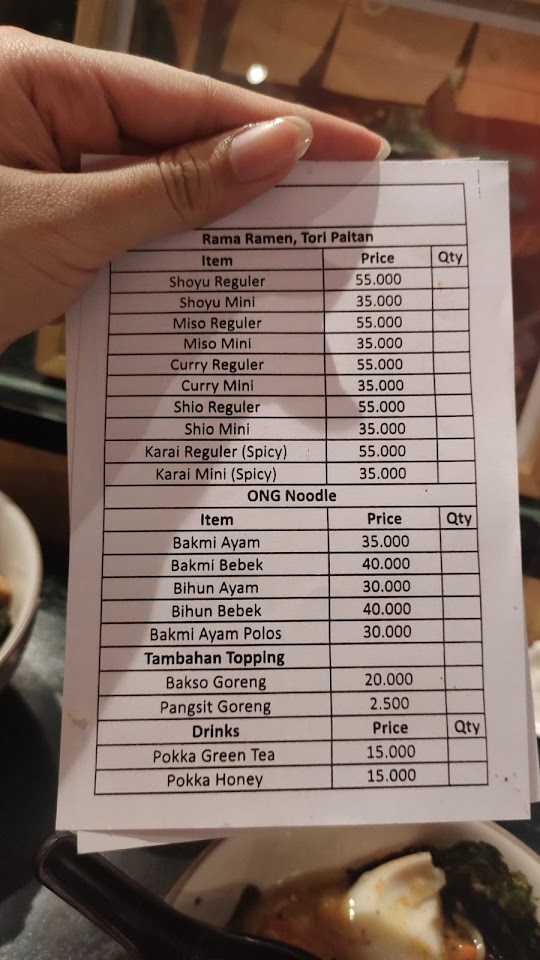 Rama Ramen, Tori Paitan
Item Price Qty
Shoyu Reguler 55.000
Shoyu Mini 35.000
Miso Reguler 55.000
Miso Mini 35.000
Curry Reguler 55.000
Curry Mini 35.000
Shio Reguler 55.000
Shio Mini 35.000
Karai Reguler (Spicy) 55.000
Karai Mini (Spicy) 35.000
ONG Noodle
Item Price Qty
Bakmi Ayam 35.000
Bakmi Bebek 40.000
Bihun Ayam 30.000
Bihun Bebek 40.000
Bakmi Ayam Polos 30.000
Tambahan Topping
Bakso Goreng 20.000
Pangsit Goreng 2.500
Drinks Price Qty
Pokka Green Tea 15.000
Pokka Honey 15.000